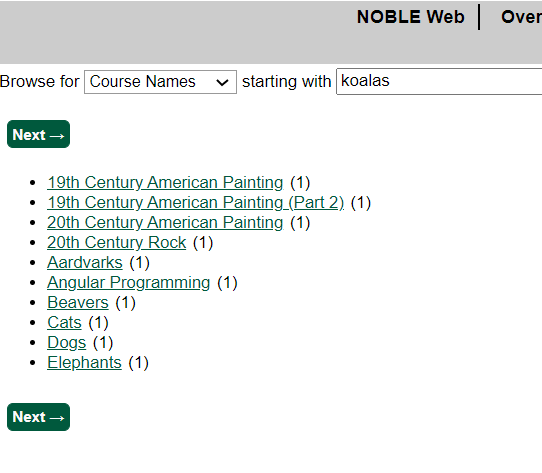 NOBLE Web
Browse for Course Names starting with koalas
Next →
19th Century American Painting (1)
19th Century American Painting (Part 2) (1)
20th Century American Painting (1)
20th Century Rock (1)
Aardvarks (1)
Angular Programming (1)
Beavers (1)
Cats (1)
Dogs (1)
Elephants (1)
Next →